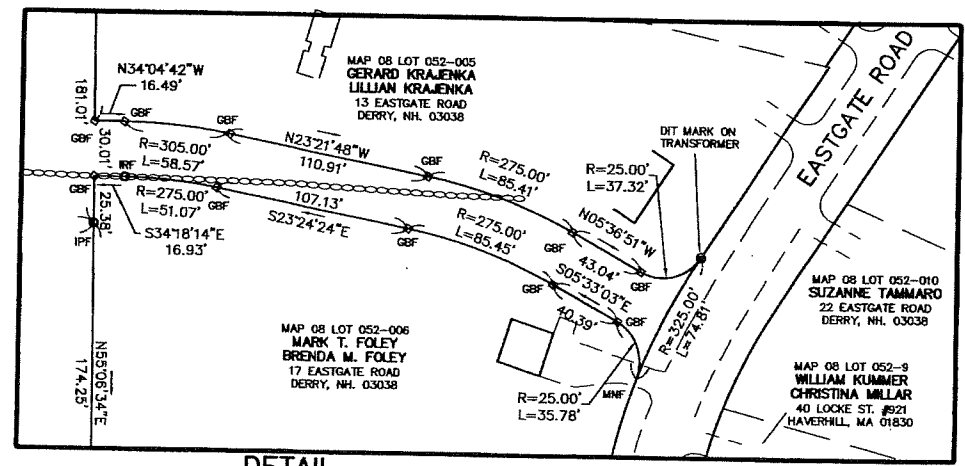 N34°04'42"W
16.49'
MAP 08 LOT 052-005
GERARD KRAJENKA
LILLIAN KRAJENKA
13 EASTGATE ROAD
DERRY, NH. 03038
EASTGATE ROAD
181.01'
GBF
GBF
GBF
30.01'
R=305.00'
L=58.57'
N23°21'48"W
110.91'
GBF
DIT MARK ON
TRANSFORMER
R=25.00'
L=37.32'
R=275.00'
L=85.41'
IRF
GBF
R=275.00'
L=51.07'
GBF
107.13'
S23°24'24"E
GBF
R=275.00'
L=85.45'
N05°36'51"W
43.04'
GBF
GBF
25.38'
IPF
S34°18'14"E
16.93'
S05°33'03"E
40.39'
GBF
GBF
R=325.00'
L=74.81'
MAP 08 LOT 052-010
SUZANNE TAMMARO
22 EASTGATE ROAD
DERRY, NH. 03038
MAP 08 LOT 052-006
MARK T. FOLEY
BRENDA M. FOLEY
17 EASTGATE ROAD
DERRY, NH. 03038
N55°06'34"E
174.25'
R=25.00'
L=35.78'
MNF
MAP 08 LOT 052-9
WILLIAM KUMMER
CHRISTINA MILLAR
40 LOCKE ST. #921
HAVERHILL, MA 01830
DETAIL